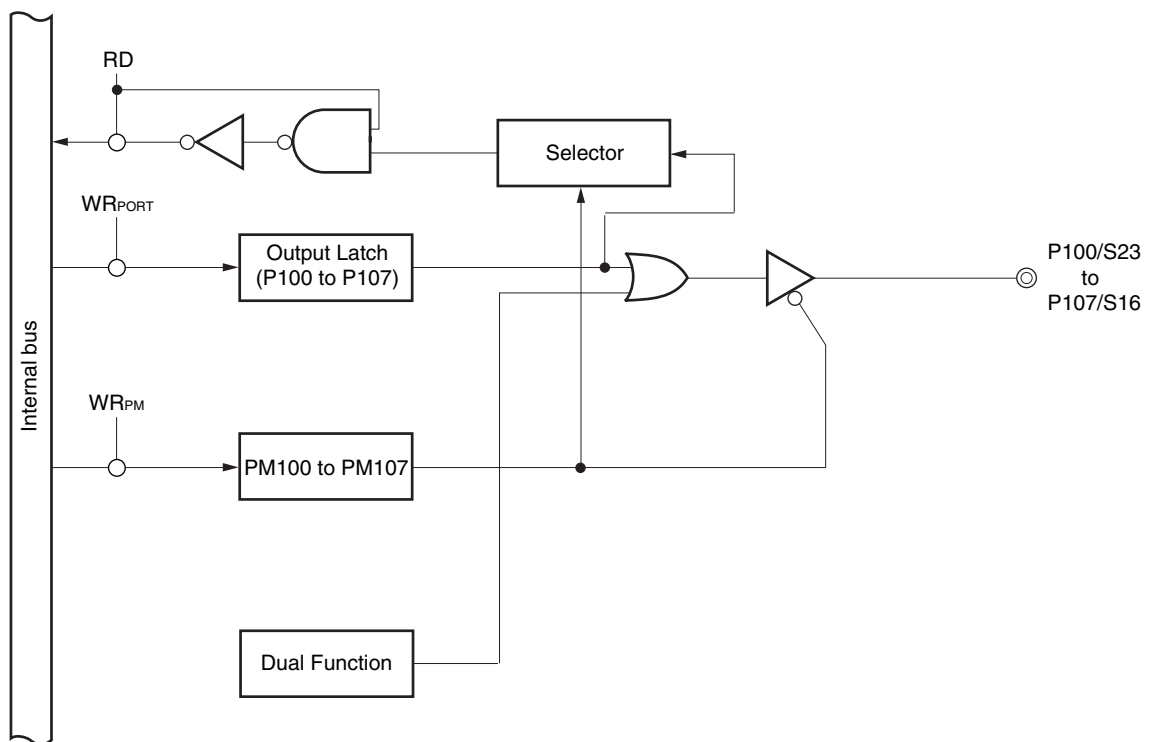 RD
Selector
WRPORT
Output Latch
(P100 to P107)
P100/S23
to
P107/S16
Internal bus
WRPM
PM100 to PM107
Dual Function